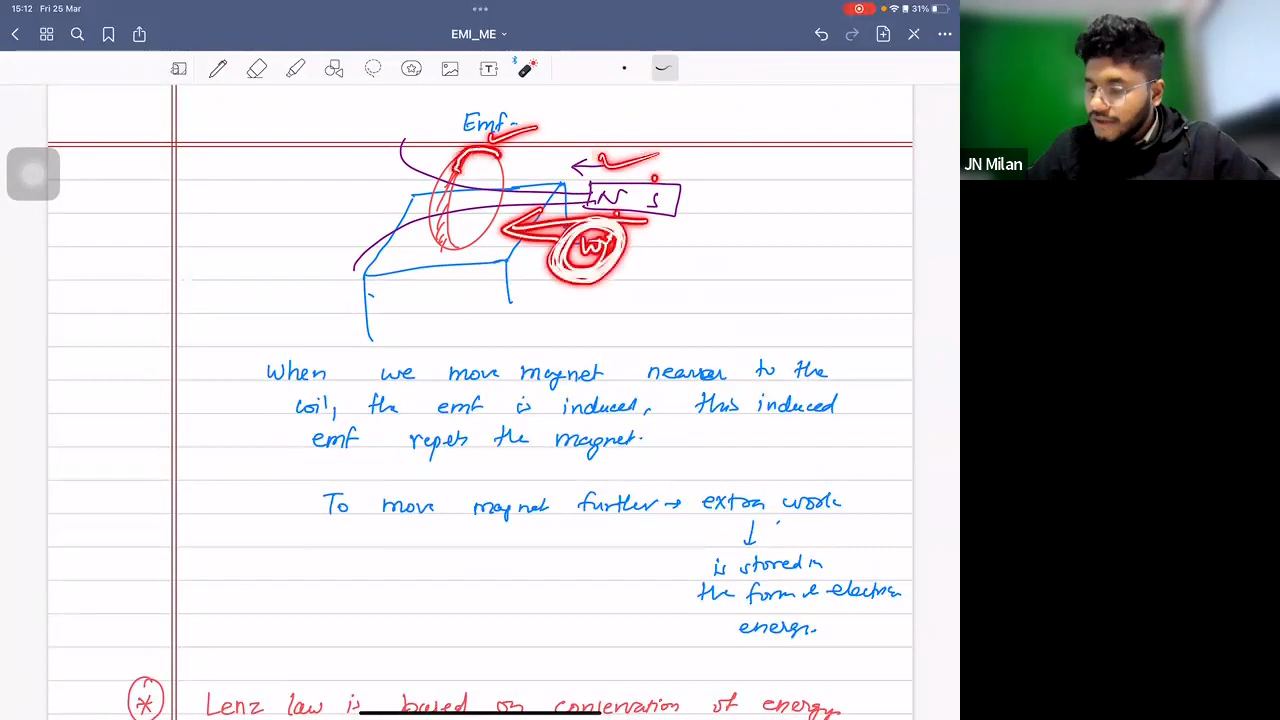 15:12 Fri 25 Mar
31%
EMI_ME
T
Emf-
N S
JN Milan
When we move magnet nearer to the
coil, the emf is induced, this induced
emf repels the magnet.
To move magnet further → extra work
↓
is stored in
the form of electrical
energy.
* Lenz law is based on conservation of energy